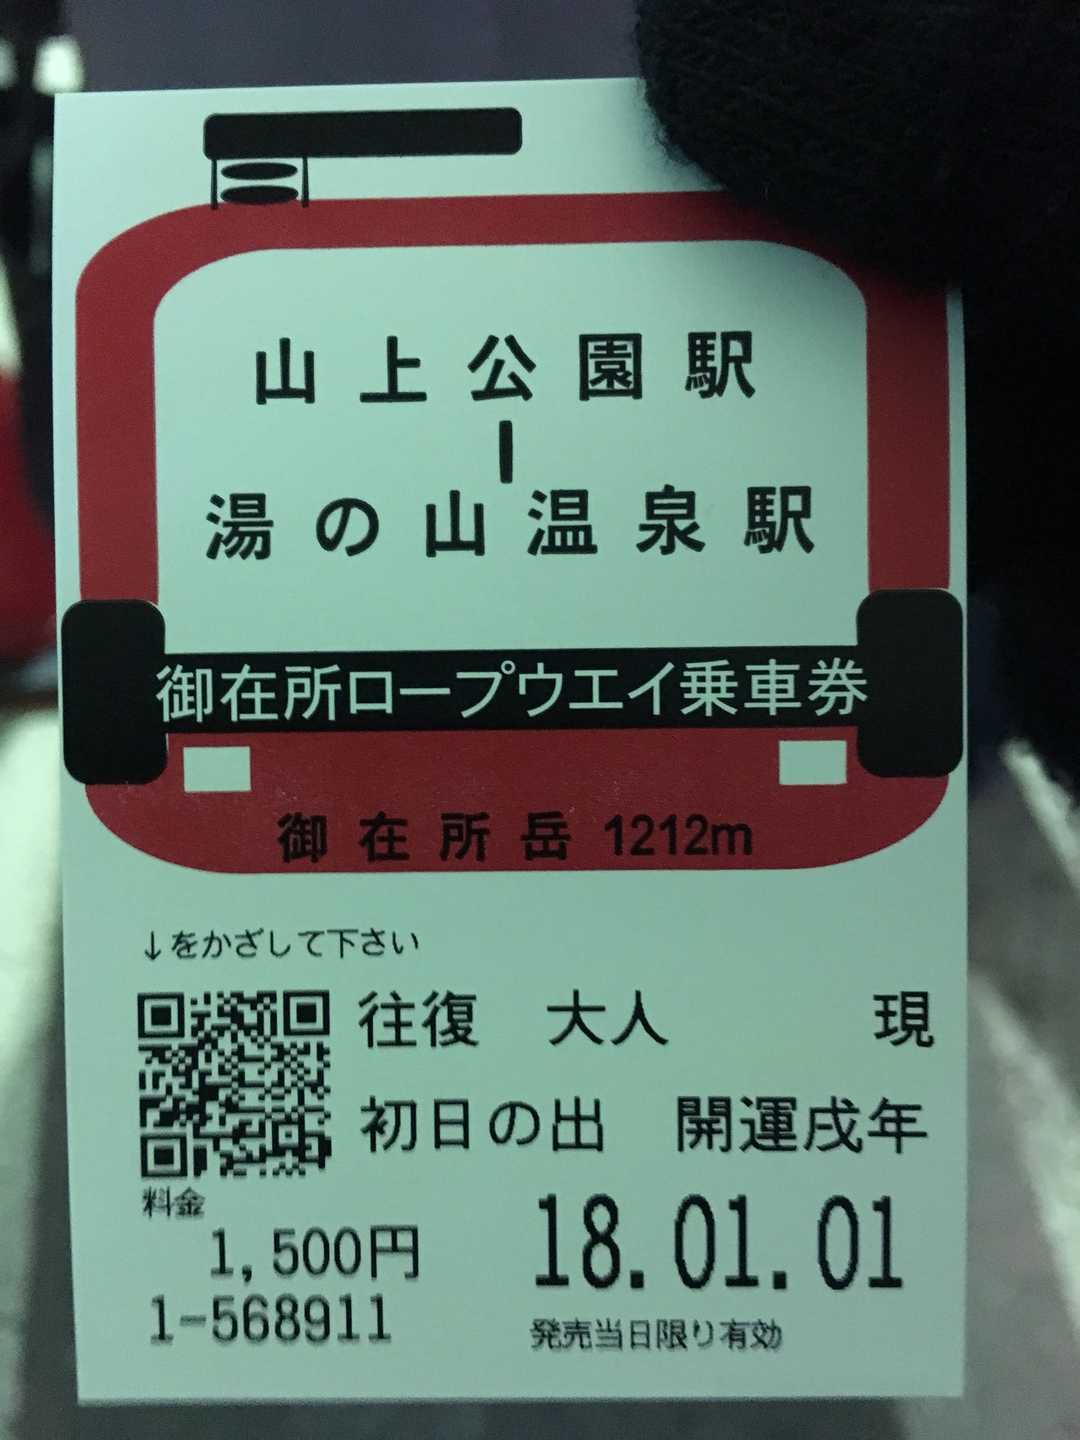 山上公園駅
ー
湯の山温泉駅
御在所ロープウエイ乗車券
御在所岳 1212m
↓をかざして下さい
往復 大人 現
初日の出 開運戌年
料金
1,500円
18.01.01
1-568911
発売当日限り有効